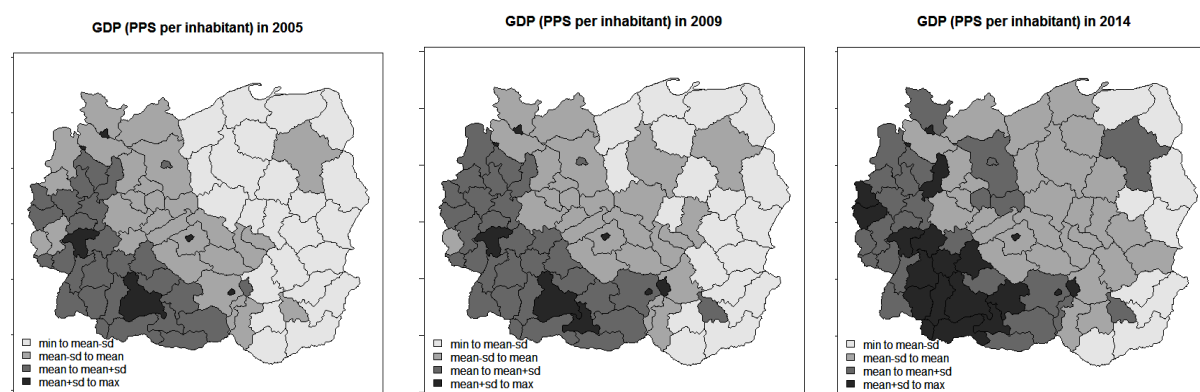 GDP (PPS per inhabitant) in 2005
min to mean-sd
mean-sd to mean
mean to mean+sd
mean+sd to max
GDP (PPS per inhabitant) in 2009
min to mean-sd
mean-sd to mean
mean to mean+sd
mean+sd to max
GDP (PPS per inhabitant) in 2014
min to mean-sd
mean-sd to mean
mean to mean+sd
mean+sd to max